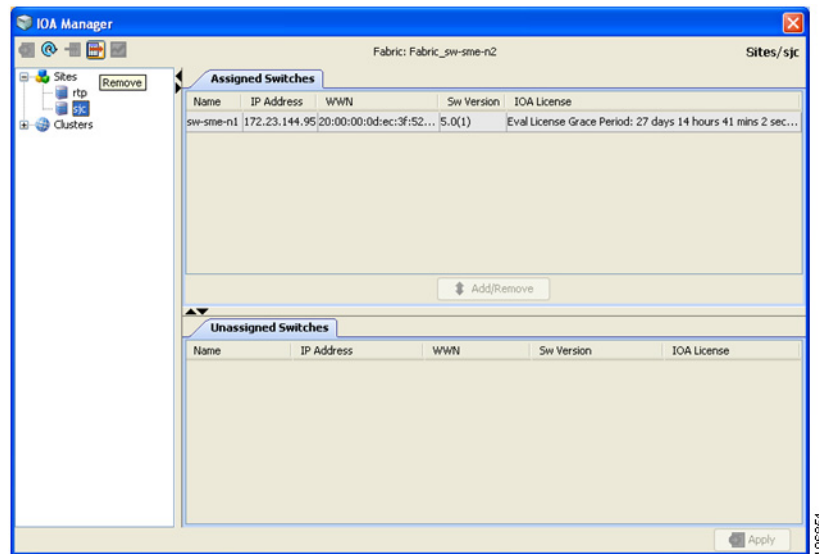 IOA Manager
Fabric: Fabric_sw-sme-n2
Sites/sjc
Sites
Remove
rtp
sjc
Clusters
Assigned Switches
Name IP Address WWN Sw Version IOA License
sw-sme-n1 172.23.144.95 20:00:00:0d:ec:3f:52... 5.0(1) Eval License Grace Period: 27 days 14 hours 41 mins 2 sec...
Add/Remove
Unassigned Switches
Name IP Address WWN Sw Version IOA License
Apply